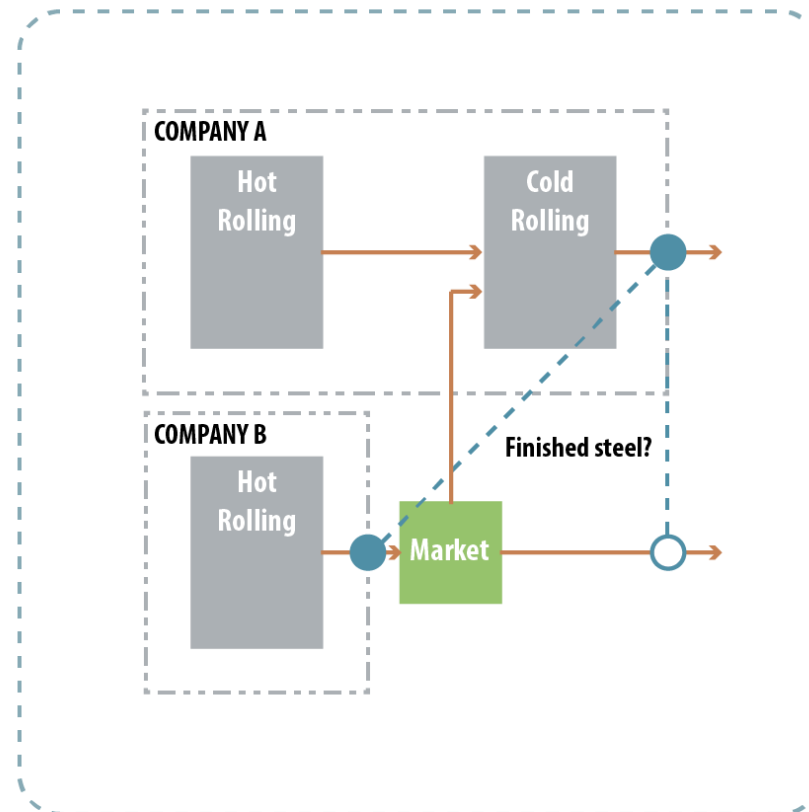 COMPANY A
Hot
Rolling
Cold
Rolling
COMPANY B
Hot
Rolling
Finished steel?
Market